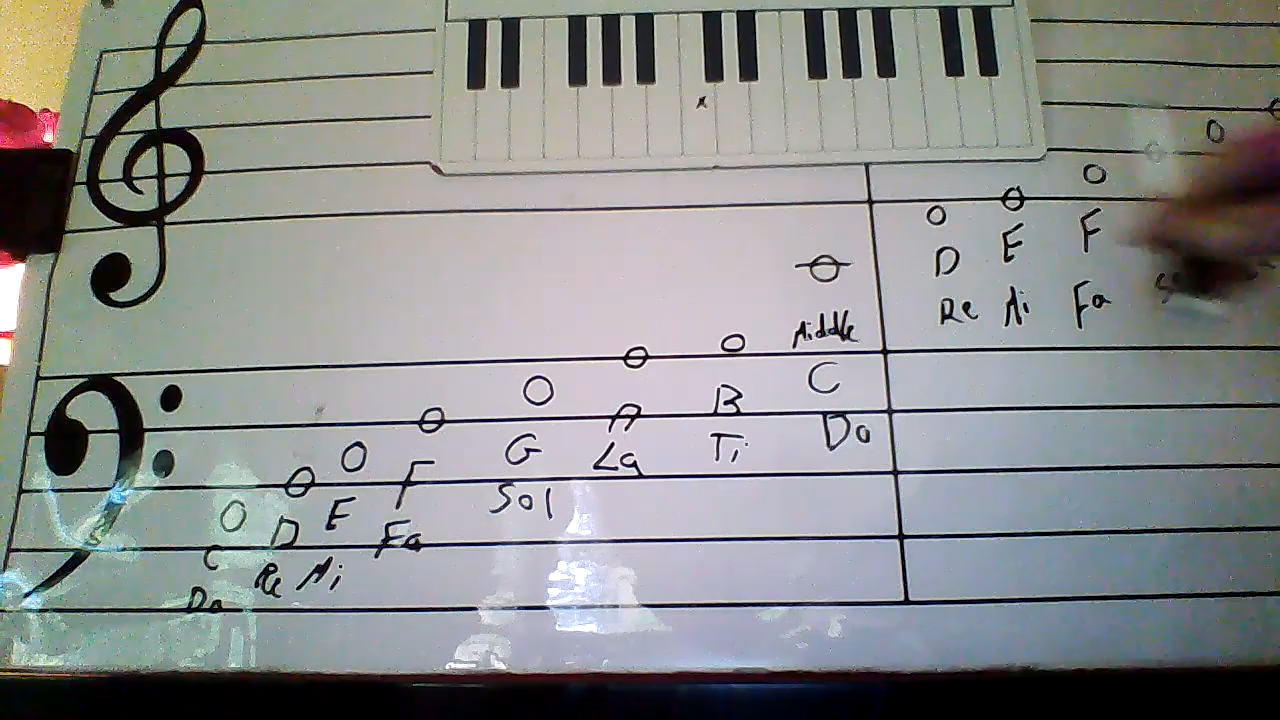 D E F
Re Mi Fa
Middle
C D E F G A B C
Do Re Mi Fa Sol La Ti Do